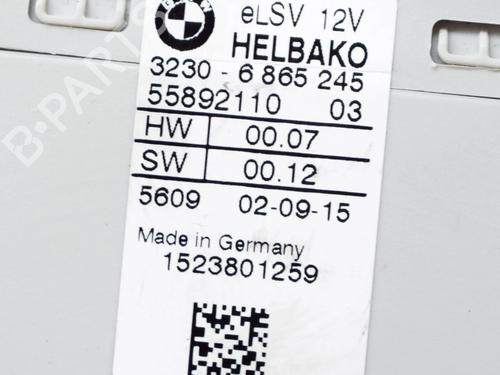 eLSV 12V
HELBAKO
3230 - 6 865 245
55892110 03
HW 00.07
SW 00.12
5609 02-09-15
Made in Germany
1523801259
B-PARTS